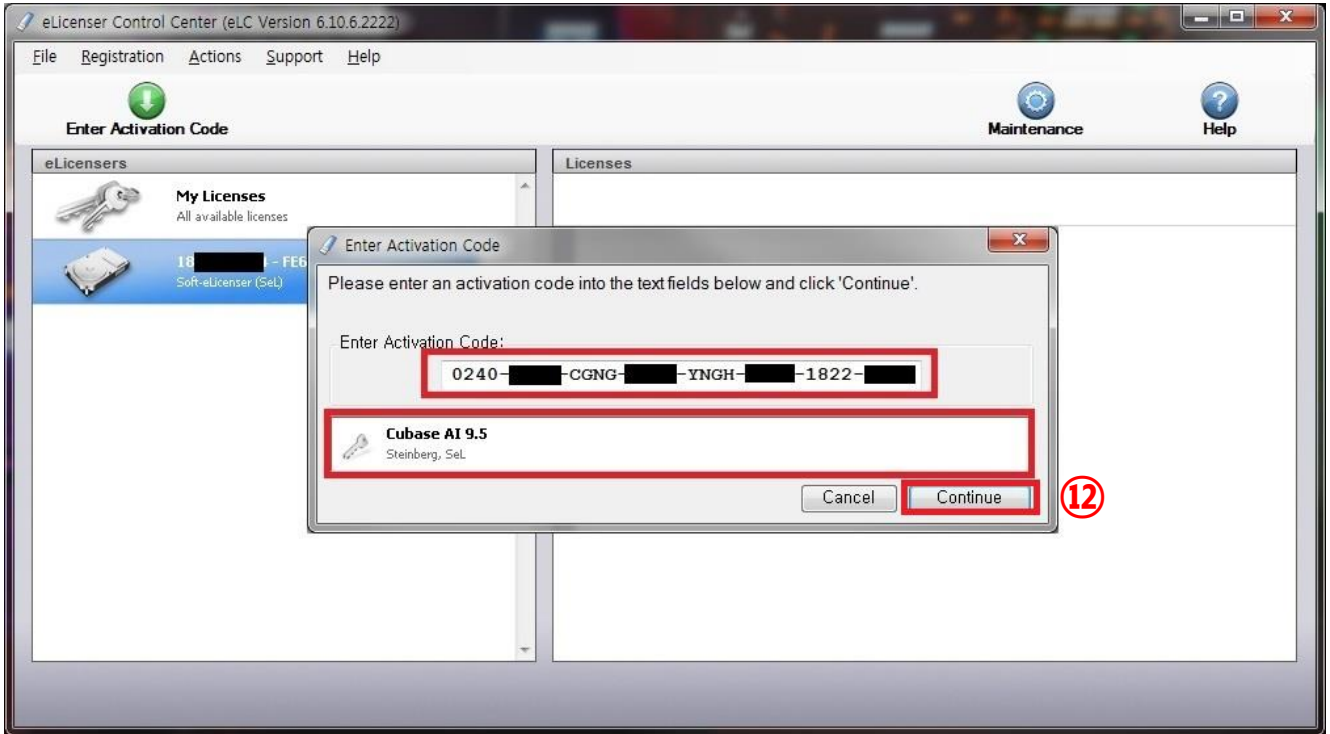 eLicenser Control Center (eLC Version 6.10.6.2222)
File Registration Actions Support Help
Enter Activation Code
Maintenance
Help
eLicensers
Licenses
My Licenses
All available licenses
18 - FE6
Soft-eLicenser (SeL)
Enter Activation Code
Please enter an activation code into the text fields below and click 'Continue'.
Enter Activation Code:
0240- -CGNG- -YNGH- -1822-
Cubase AI 9.5
Steinberg, SeL
Cancel
Continue
⑫